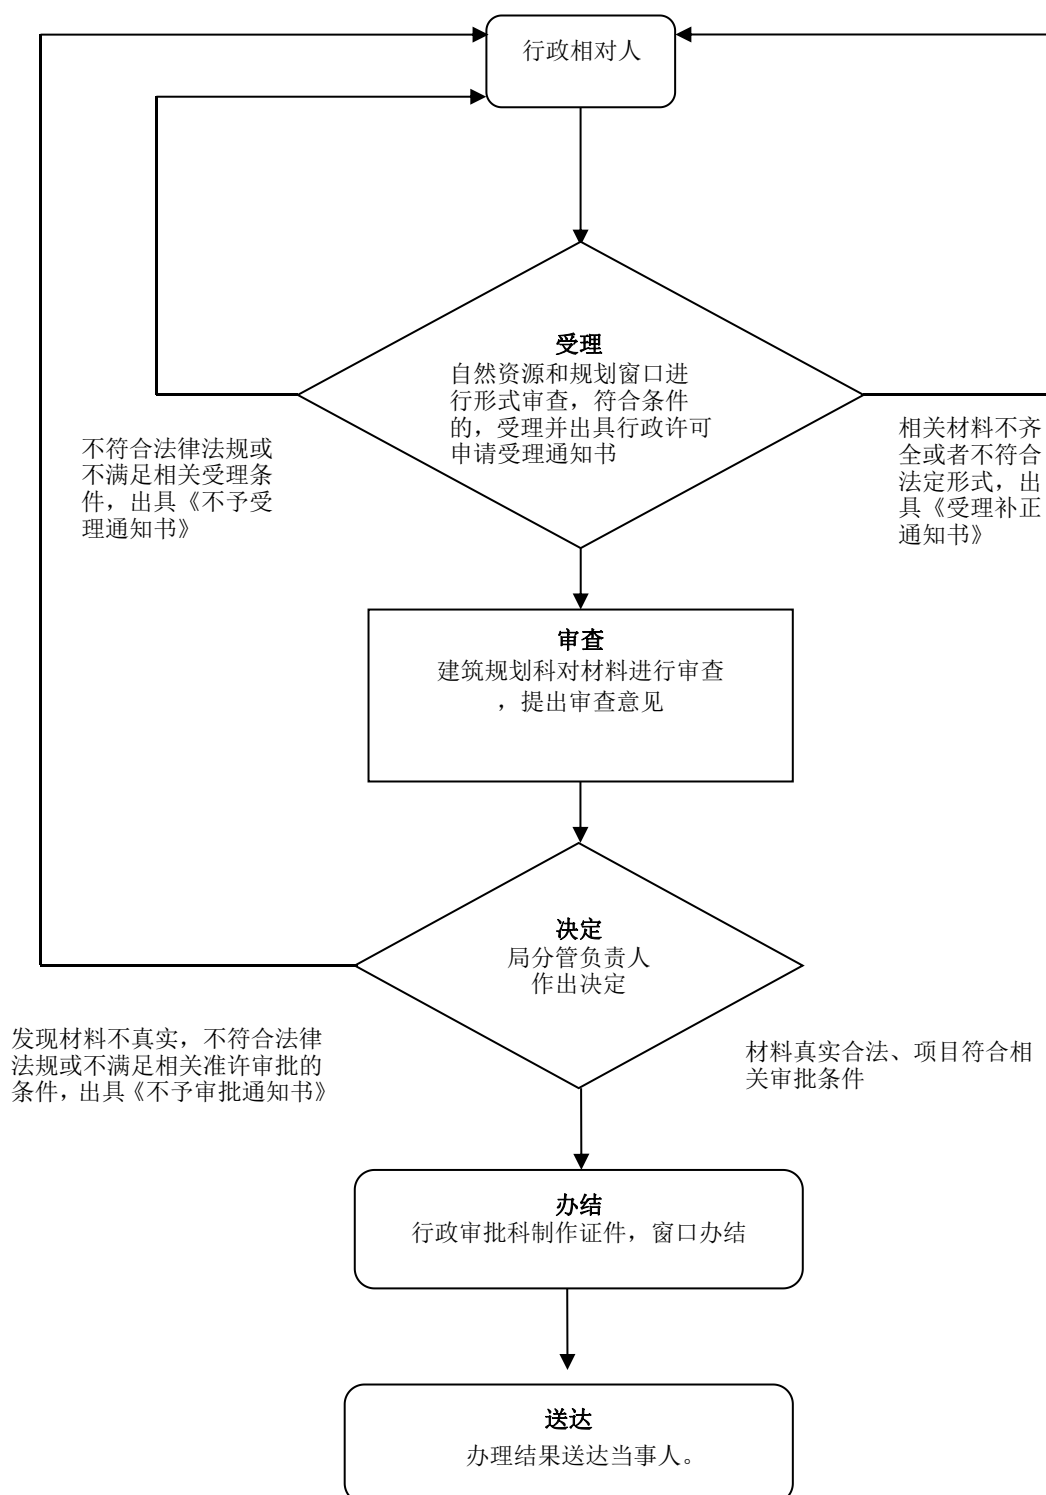 行政相对人
受理
自然资源和规划窗口进
行形式审查，符合条件
的，受理并出具行政许可
申请受理通知书
不符合法律法规或
不满足相关受理条
件，出具《不予受
理通知书》
相关材料不齐
全或者不符合
法定形式，出
具《受理补正
通知书》
审查
建筑规划科对材料进行审查
，提出审查意见
决定
局分管负责人
作出决定
发现材料不真实，不符合法律
法规或不满足相关准许审批的
条件，出具《不予审批通知书》
材料真实合法、项目符合相
关审批条件
办结
行政审批科制作证件，窗口办结
送达
办理结果送达当事人。